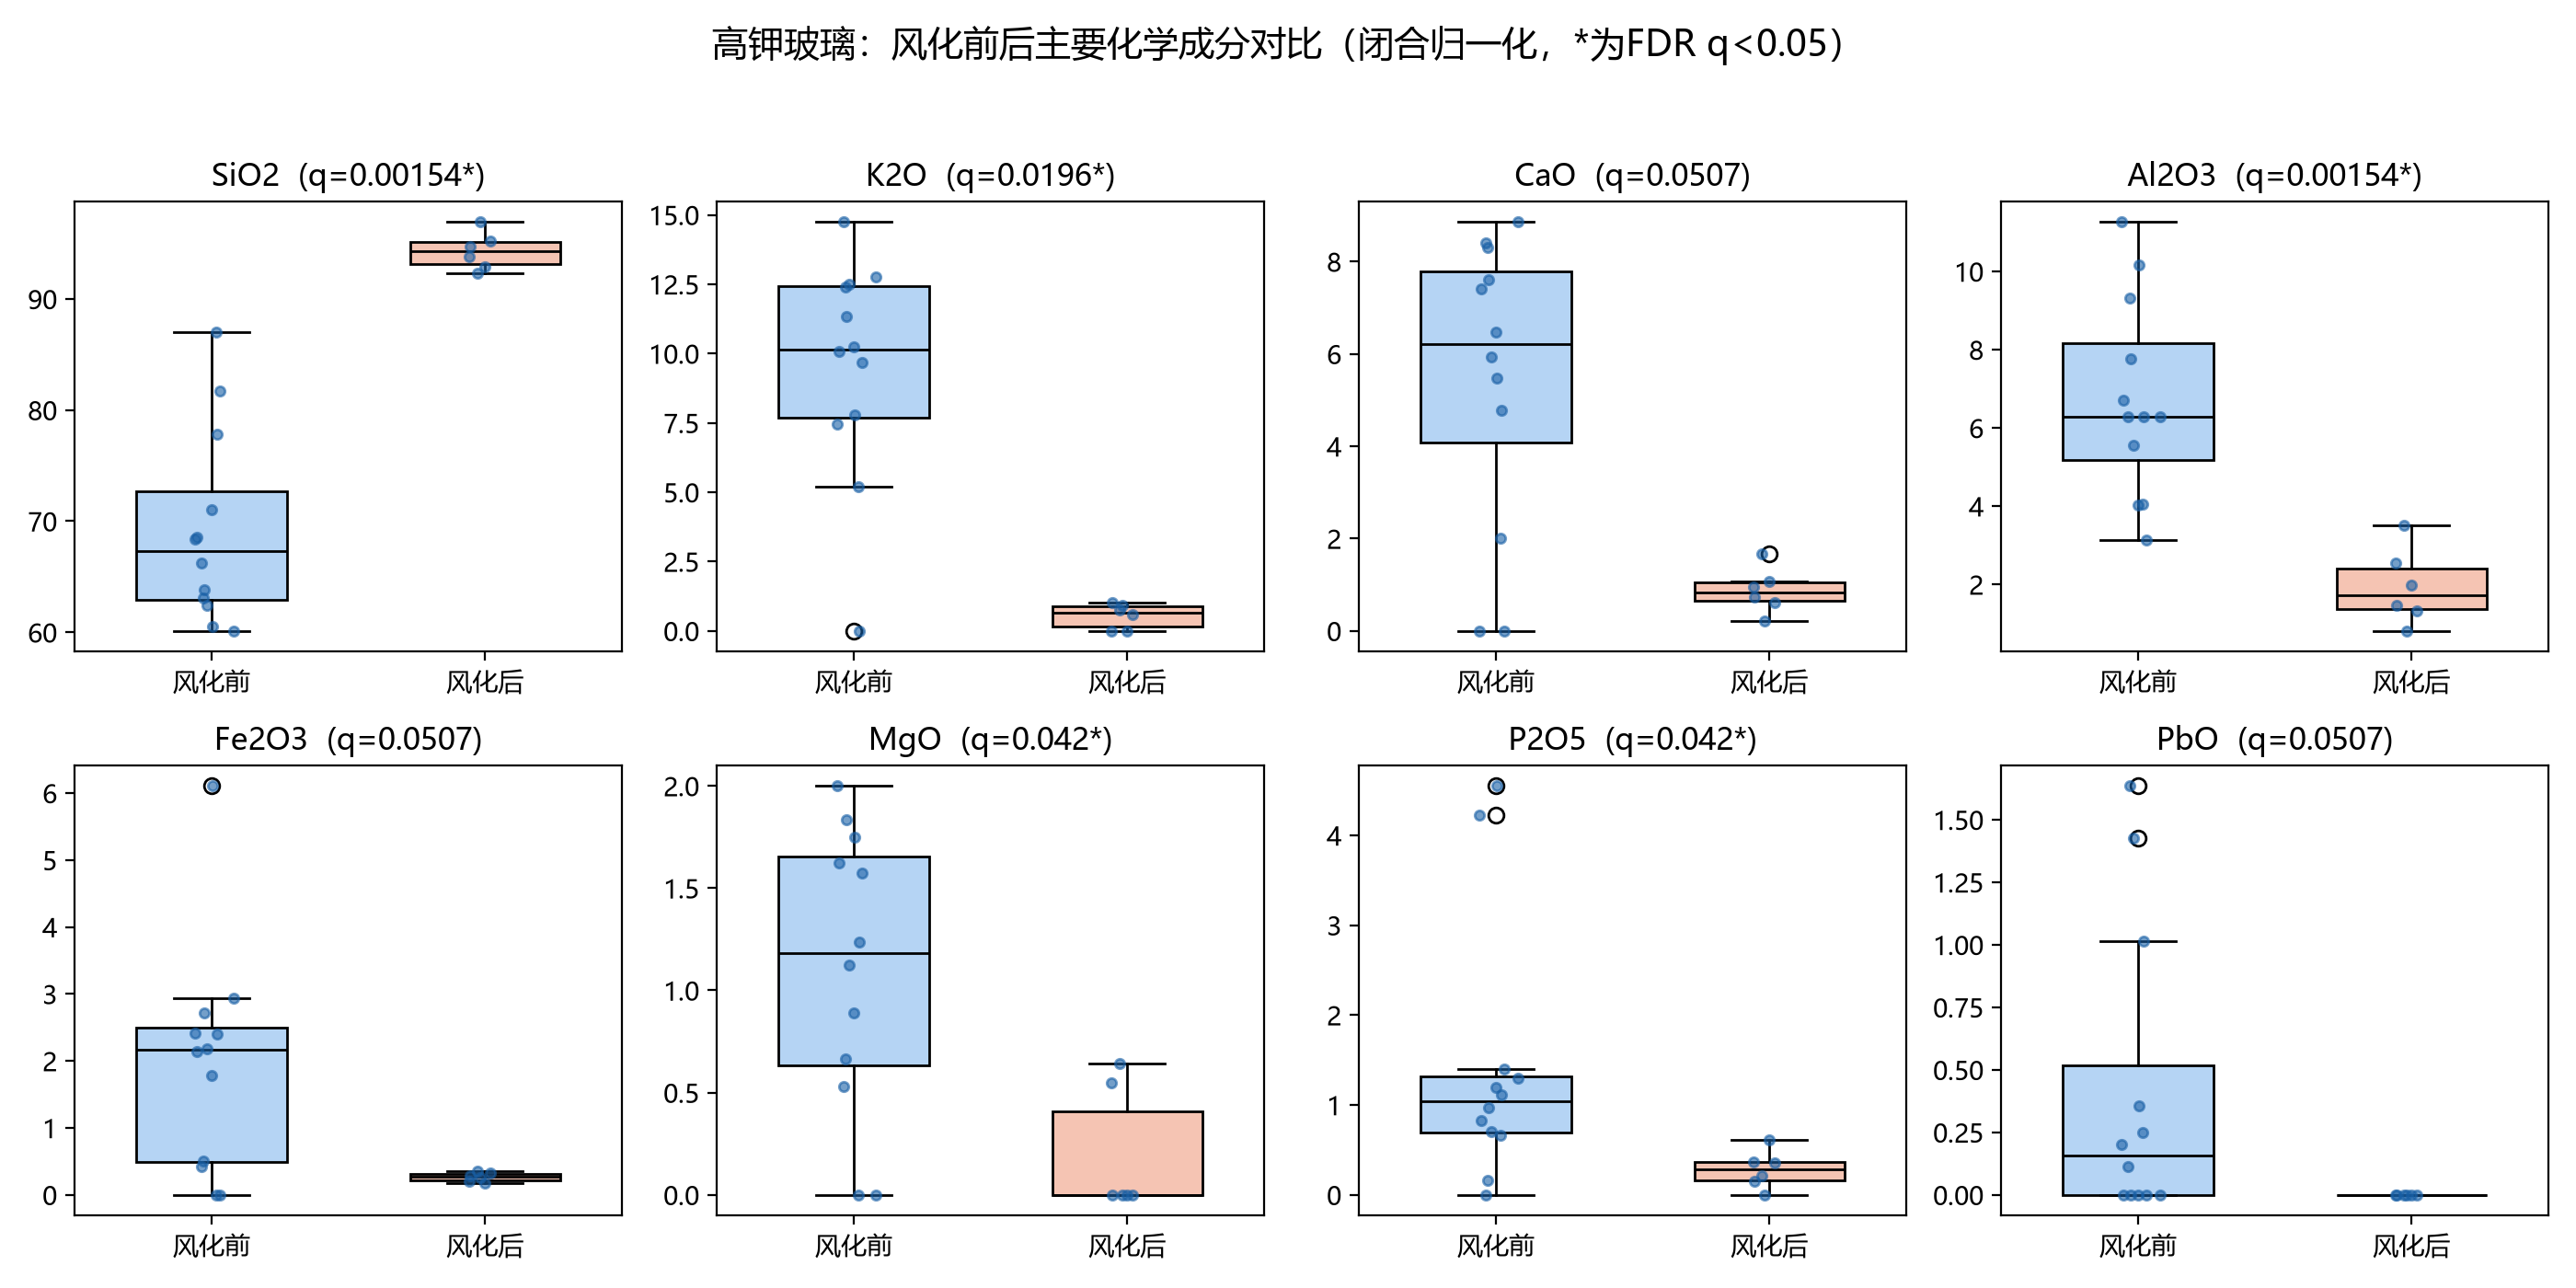 高钾玻璃：风化前后主要化学成分对比（闭合归一化，*为FDR q<0.05）
SiO2 (q=0.00154*)
90
80
70
60
风化前 风化后
K2O (q=0.0196*)
15.0
12.5
10.0
7.5
5.0
2.5
0.0
风化前 风化后
CaO (q=0.0507)
8
6
4
2
0
风化前 风化后
Al2O3 (q=0.00154*)
10
8
6
4
2
风化前 风化后
Fe2O3 (q=0.0507)
6
5
4
3
2
1
0
风化前 风化后
MgO (q=0.042*)
2.0
1.5
1.0
0.5
0.0
风化前 风化后
P2O5 (q=0.042*)
4
3
2
1
0
风化前 风化后
PbO (q=0.0507)
1.50
1.25
1.00
0.75
0.50
0.25
0.00
风化前 风化后